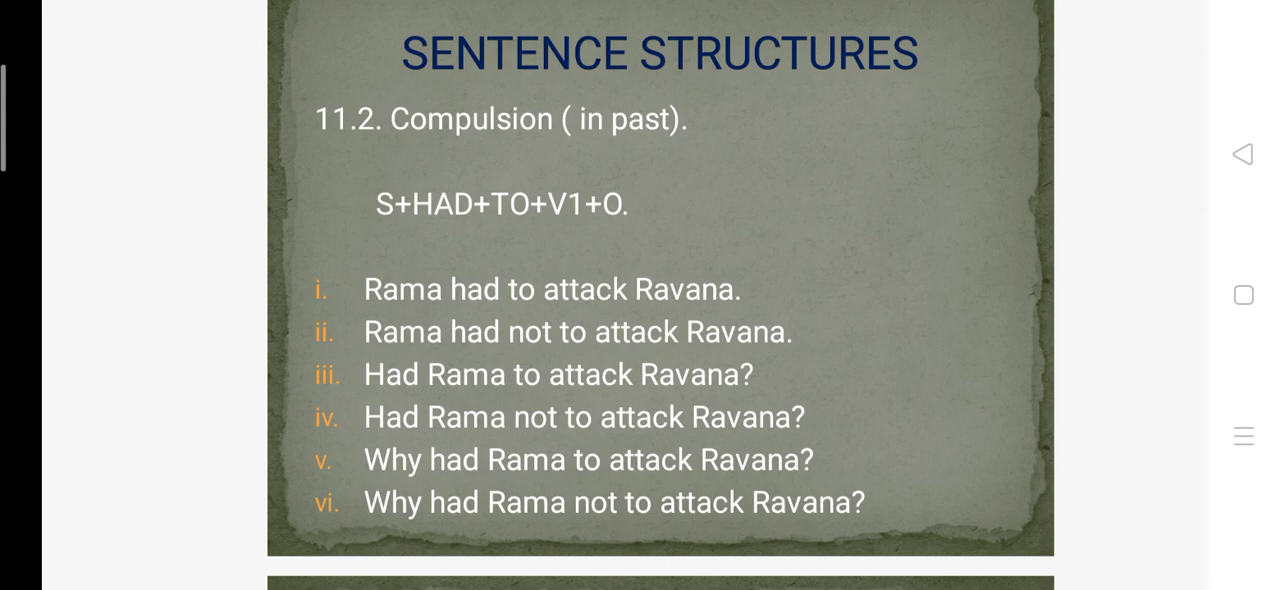 SENTENCE STRUCTURES
11.2. Compulsion ( in past).
S+HAD+TO+V1+O.
i. Rama had to attack Ravana.
ii. Rama had not to attack Ravana.
iii. Had Rama to attack Ravana?
iv. Had Rama not to attack Ravana?
v. Why had Rama to attack Ravana?
vi. Why had Rama not to attack Ravana?